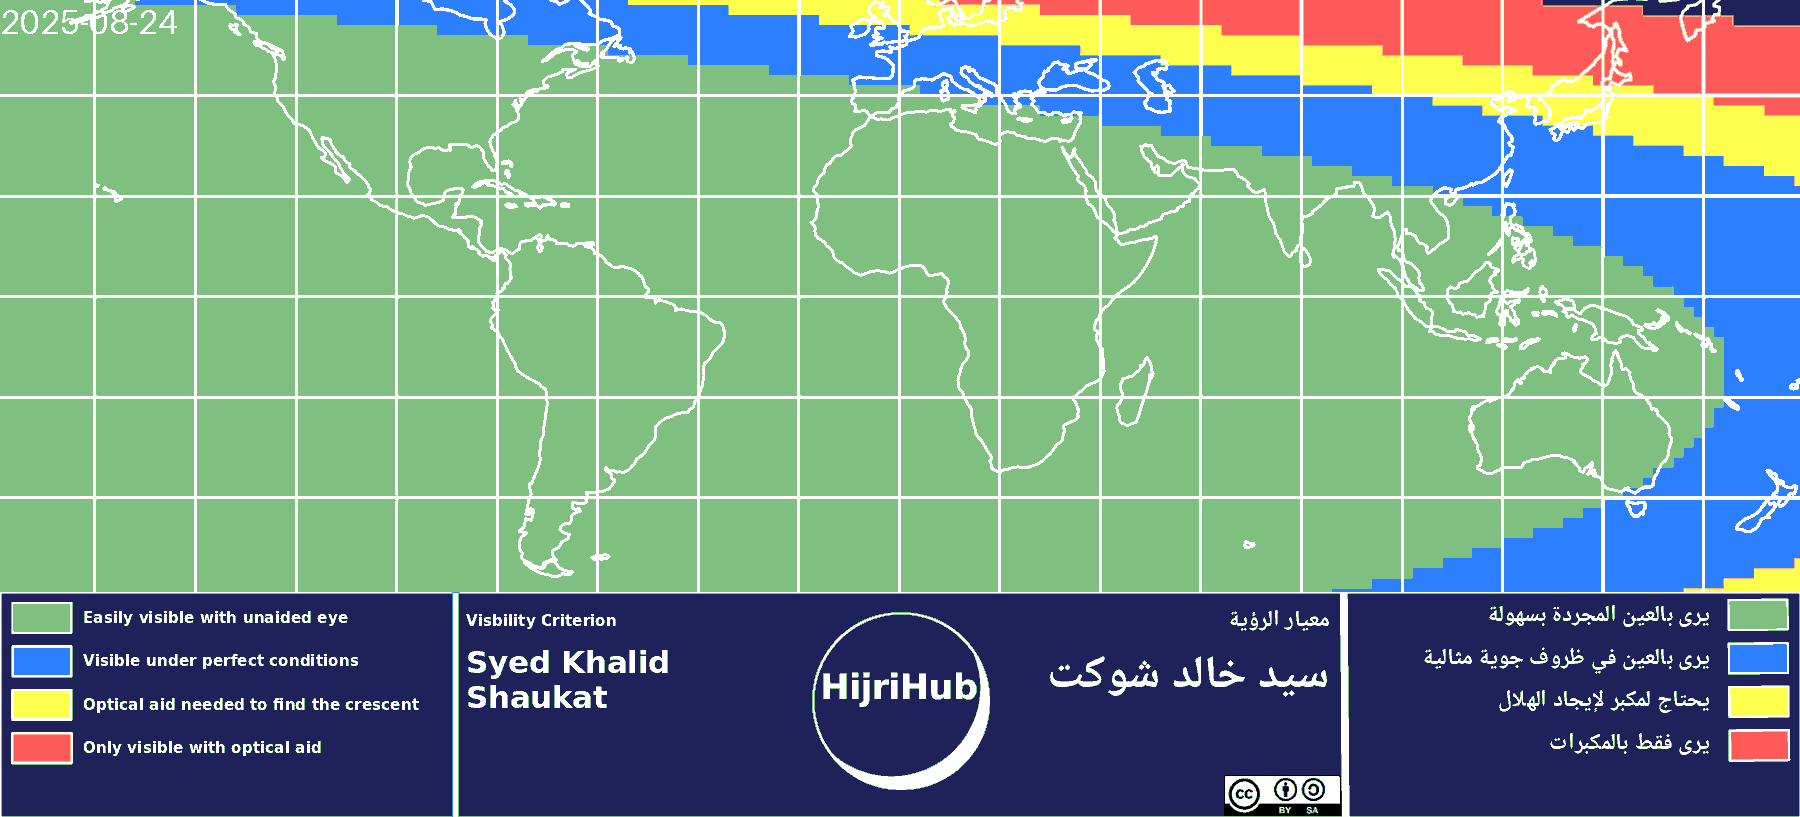 2025-08-24
Easily visible with unaided eye
Visible under perfect conditions
Optical aid needed to find the crescent
Only visible with optical aid
Visbility Criterion
Syed Khalid
Shaukat
HijriHub
معيار الرؤية
سيد خالد شوكت
cc
BY SA
يرى بالعين المجردة بسهولة
يرى بالعين في ظروف جوية مثالية
يحتاج لمكبر لإيجاد الهلال
يرى فقط بالمكبرات